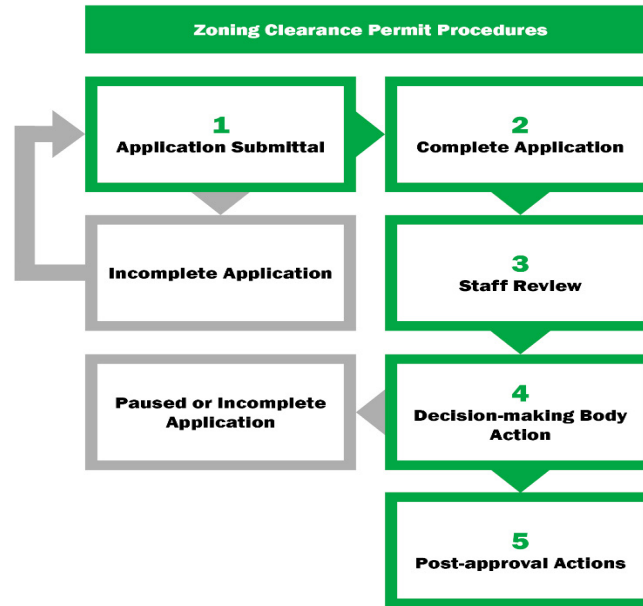 Zoning Clearance Permit Procedures
1
Application Submittal
2
Complete Application
Incomplete Application
3
Staff Review
Paused or Incomplete
Application
4
Decision-making Body
Action
5
Post-approval Actions